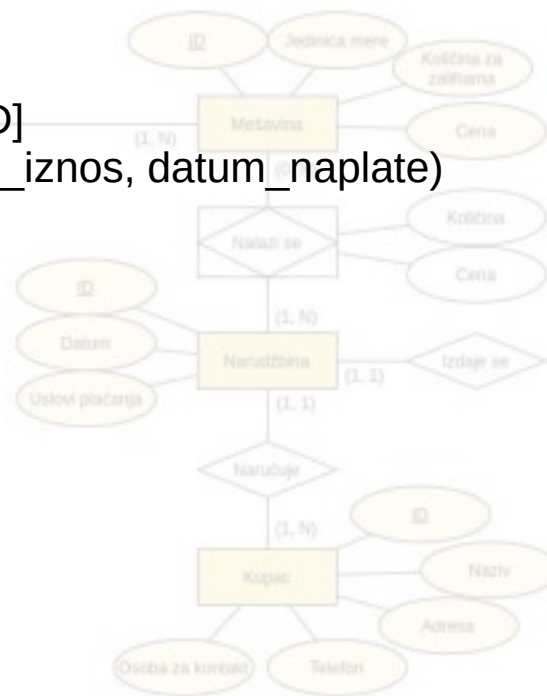 ID
Jedinica mere
Količina za
zalihama
D]
Mešavina
(1, N)
Cena
_iznos, datum_naplate)
Količina
Nalazi se
Cena
ID
(1, N)
Datum
Narudžbina
Izdaje se
(1, 1)
Uslovi plaćanja
(1, 1)
Naručuje
ID
(1, N)
Naziv
Kupac
Adresa
Osoba za kontakt
Telefon